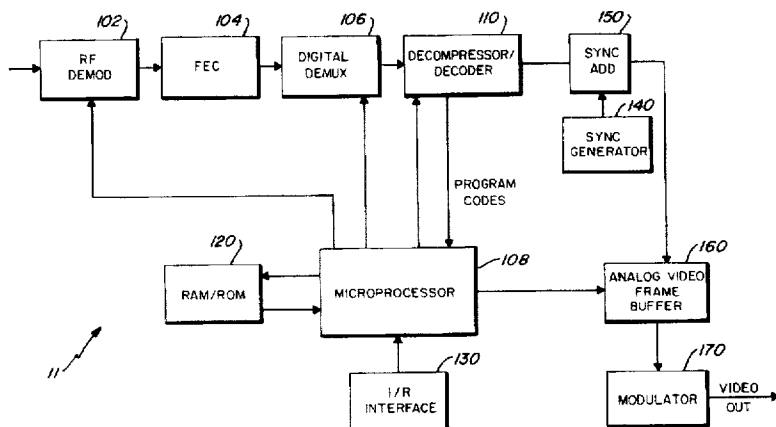 102
RF
DEMOD
104
FEC
106
DIGITAL
DEMUX
110
DECOMPRESSOR/
DECODER
150
SYNC
ADD
140
SYNC
GENERATOR
PROGRAM
CODES
120
RAM/ROM
108
MICROPROCESSOR
160
ANALOG VIDEO
FRAME
BUFFER
11
130
I/R
INTERFACE
170
MODULATOR
VIDEO
OUT